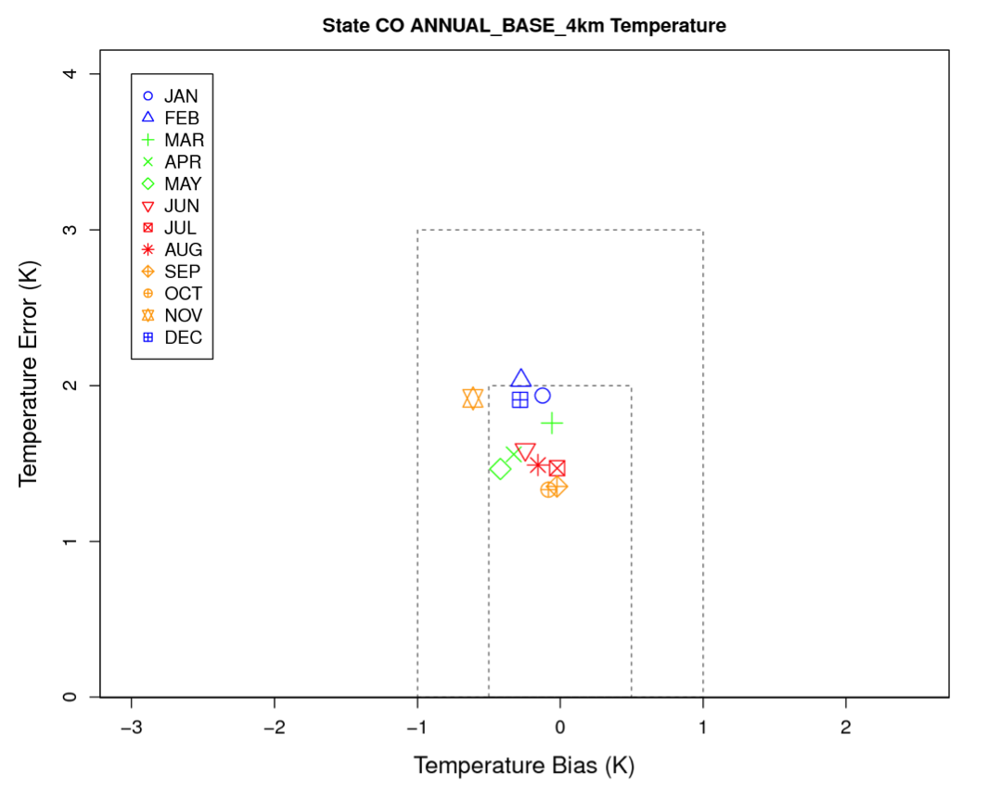 State CO ANNUAL_BASE_4km Temperature
JAN
FEB
MAR
APR
MAY
JUN
JUL
AUG
SEP
OCT
NOV
DEC
Temperature Error (K)
4
3
2
1
0
−3 −2 −1 0 1 2
Temperature Bias (K)